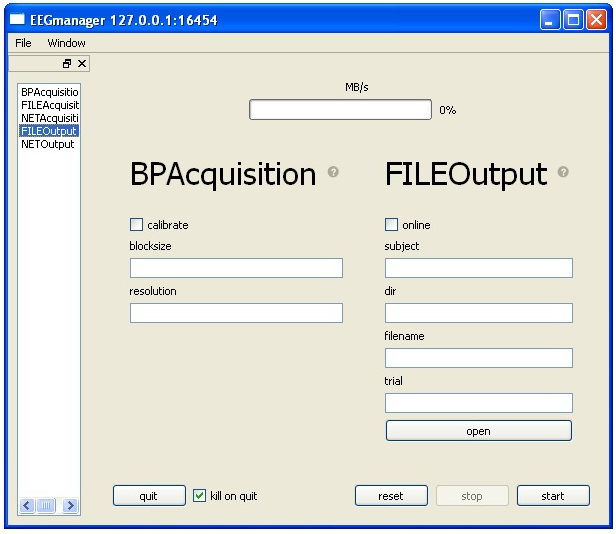 EEGmanager 127.0.0.1:16454
File Window
BPAcquisitio
FILEAcquisit
NETAcquisiti
FILEOutput
NETOutput
MB/s
0%
BPAcquisition ?
calibrate
blocksize
resolution
FILEOutput ?
online
subject
dir
filename
trial
open
quit
kill on quit
reset
stop
start